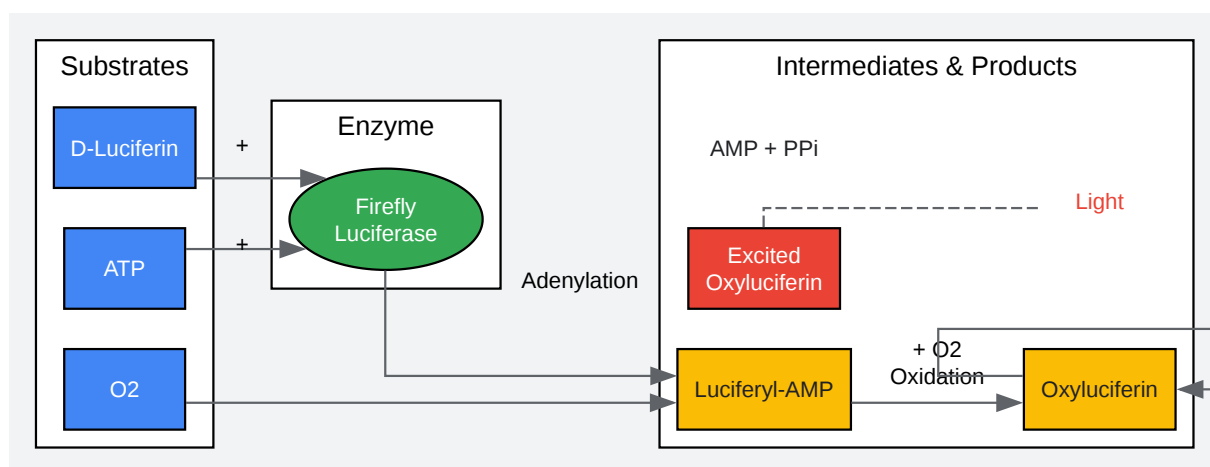 Substrates
D-Luciferin
ATP
O2
+
+
Enzyme
Firefly
Luciferase
Adenylation
Intermediates & Products
AMP + PPi
Light
Excited
Oxyluciferin
Luciferyl-AMP
+ O2
Oxidation
Oxyluciferin